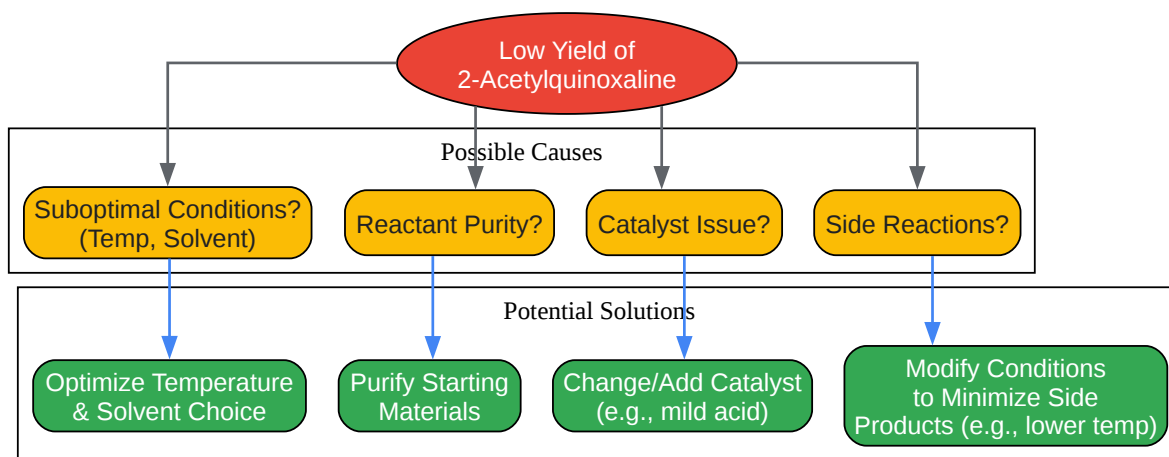 Low Yield of
2-Acetylquinoxaline
Possible Causes
Suboptimal Conditions?
(Temp, Solvent)
Reactant Purity?
Catalyst Issue?
Side Reactions?
Potential Solutions
Optimize Temperature
& Solvent Choice
Purify Starting
Materials
Change/Add Catalyst
(e.g., mild acid)
Modify Conditions
to Minimize Side
Products (e.g., lower temp)